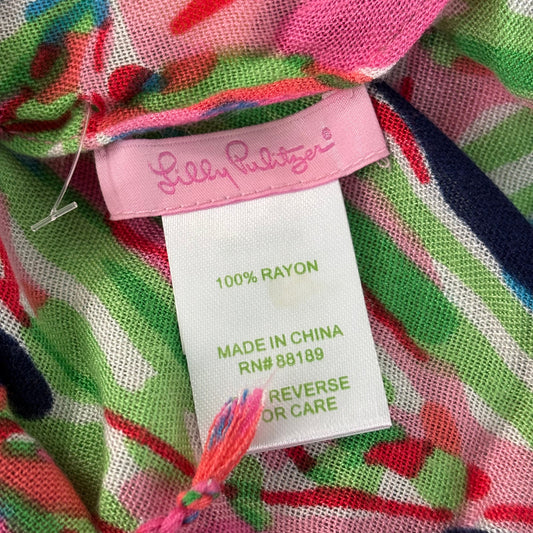 Lilly Pulitzer®
100% RAYON
MADE IN CHINA
RN# 88189
REVERSE
OR CARE